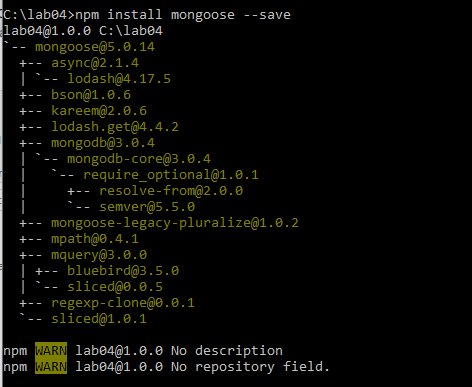 C:\lab04>npm install mongoose --save
lab04@1.0.0 C:\lab04
`-- mongoose@5.0.14
  +-- async@2.1.4
  | `-- lodash@4.17.5
  +-- bson@1.0.6
  +-- kareem@2.0.6
  +-- lodash.get@4.4.2
  +-- mongodb@3.0.4
  | `-- mongodb-core@3.0.4
  |   `-- require_optional@1.0.1
  |     +-- resolve-from@2.0.0
  |     `-- semver@5.5.0
  +-- mongoose-legacy-pluralize@1.0.2
  +-- mpath@0.4.1
  +-- mquery@3.0.0
  | +-- bluebird@3.5.0
  | `-- sliced@0.0.5
  +-- regexp-clone@0.0.1
  `-- sliced@1.0.1
npm WARN lab04@1.0.0 No description
npm WARN lab04@1.0.0 No repository field.